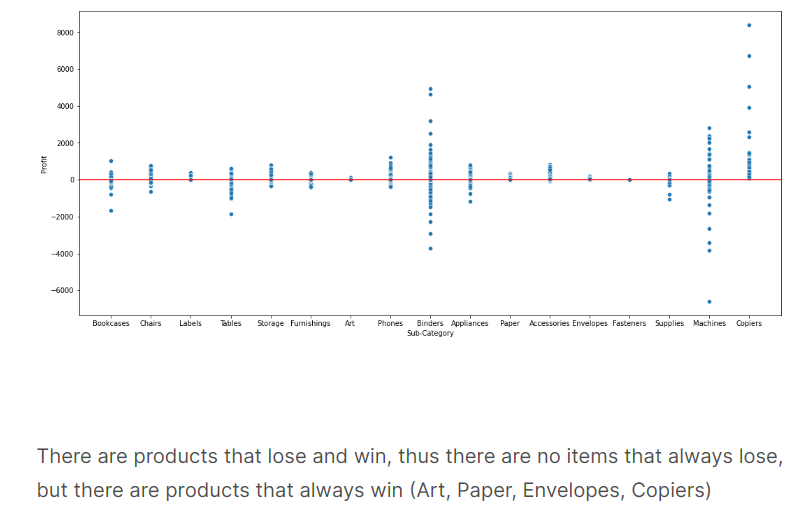 8000
6000
4000
2000
0
−2000
−4000
−6000
Profit
Bookcases Chairs Labels Tables Storage Furnishings Art Phones Binders Appliances Paper Accessories Envelopes Fasteners Supplies Machines Copiers
Sub-Category
There are products that lose and win, thus there are no items that always lose,
but there are products that always win (Art, Paper, Envelopes, Copiers)